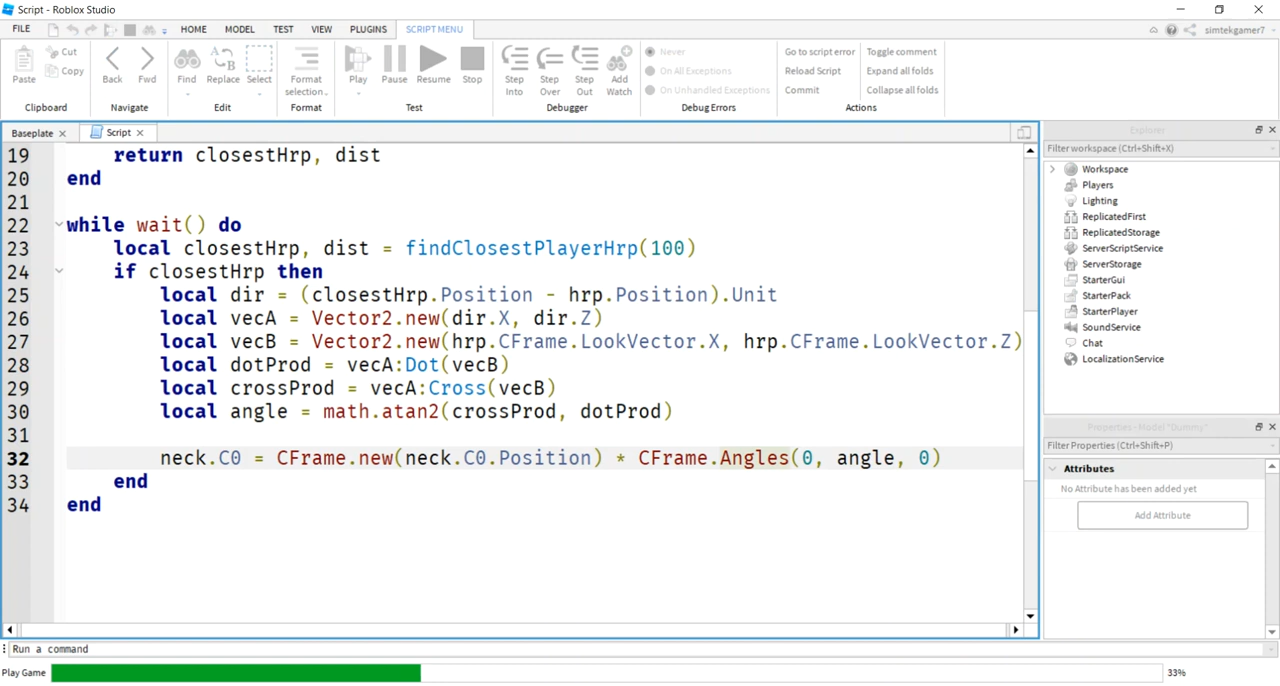 Script - Roblox Studio
FILE HOME MODEL TEST VIEW PLUGINS SCRIPT MENU simtekgamer7
Cut Go to script error Toggle comment
Never
Copy On All Exceptions Reload Script Expand all folds
Paste Back Fwd Find Replace Select Format selection Play Pause Resume Stop Step Into Step Over Step Out Add Watch
On Unhandled Exceptions Commit Collapse all folds
Clipboard Navigate Edit Format Test Debugger Debug Errors Actions
Baseplate Script
19 return closestHrp, dist
20 end
21
22 while wait() do
23 local closestHrp, dist = findClosestPlayerHrp(100)
24 if closestHrp then
25 local dir = (closestHrp.Position - hrp.Position).Unit
26 local vecA = Vector2.new(dir.X, dir.Z)
27 local vecB = Vector2.new(hrp.CFrame.LookVector.X, hrp.CFrame.LookVector.Z)
28 local dotProd = vecA:Dot(vecB)
29 local crossProd = vecA:Cross(vecB)
30 local angle = math.atan2(crossProd, dotProd)
31
32 neck.C0 = CFrame.new(neck.C0.Position) * CFrame.Angles(0, angle, 0)
33 end
34 end
Explorer
Filter workspace (Ctrl+Shift+X)
Workspace
Players
Lighting
ReplicatedFirst
ReplicatedStorage
ServerScriptService
ServerStorage
StarterGui
StarterPack
StarterPlayer
SoundService
Chat
LocalizationService
Properties - Model "Dummy"
Filter Properties (Ctrl+Shift+P)
Attributes
No Attribute has been added yet
Add Attribute
Run a command
Play Game 33%